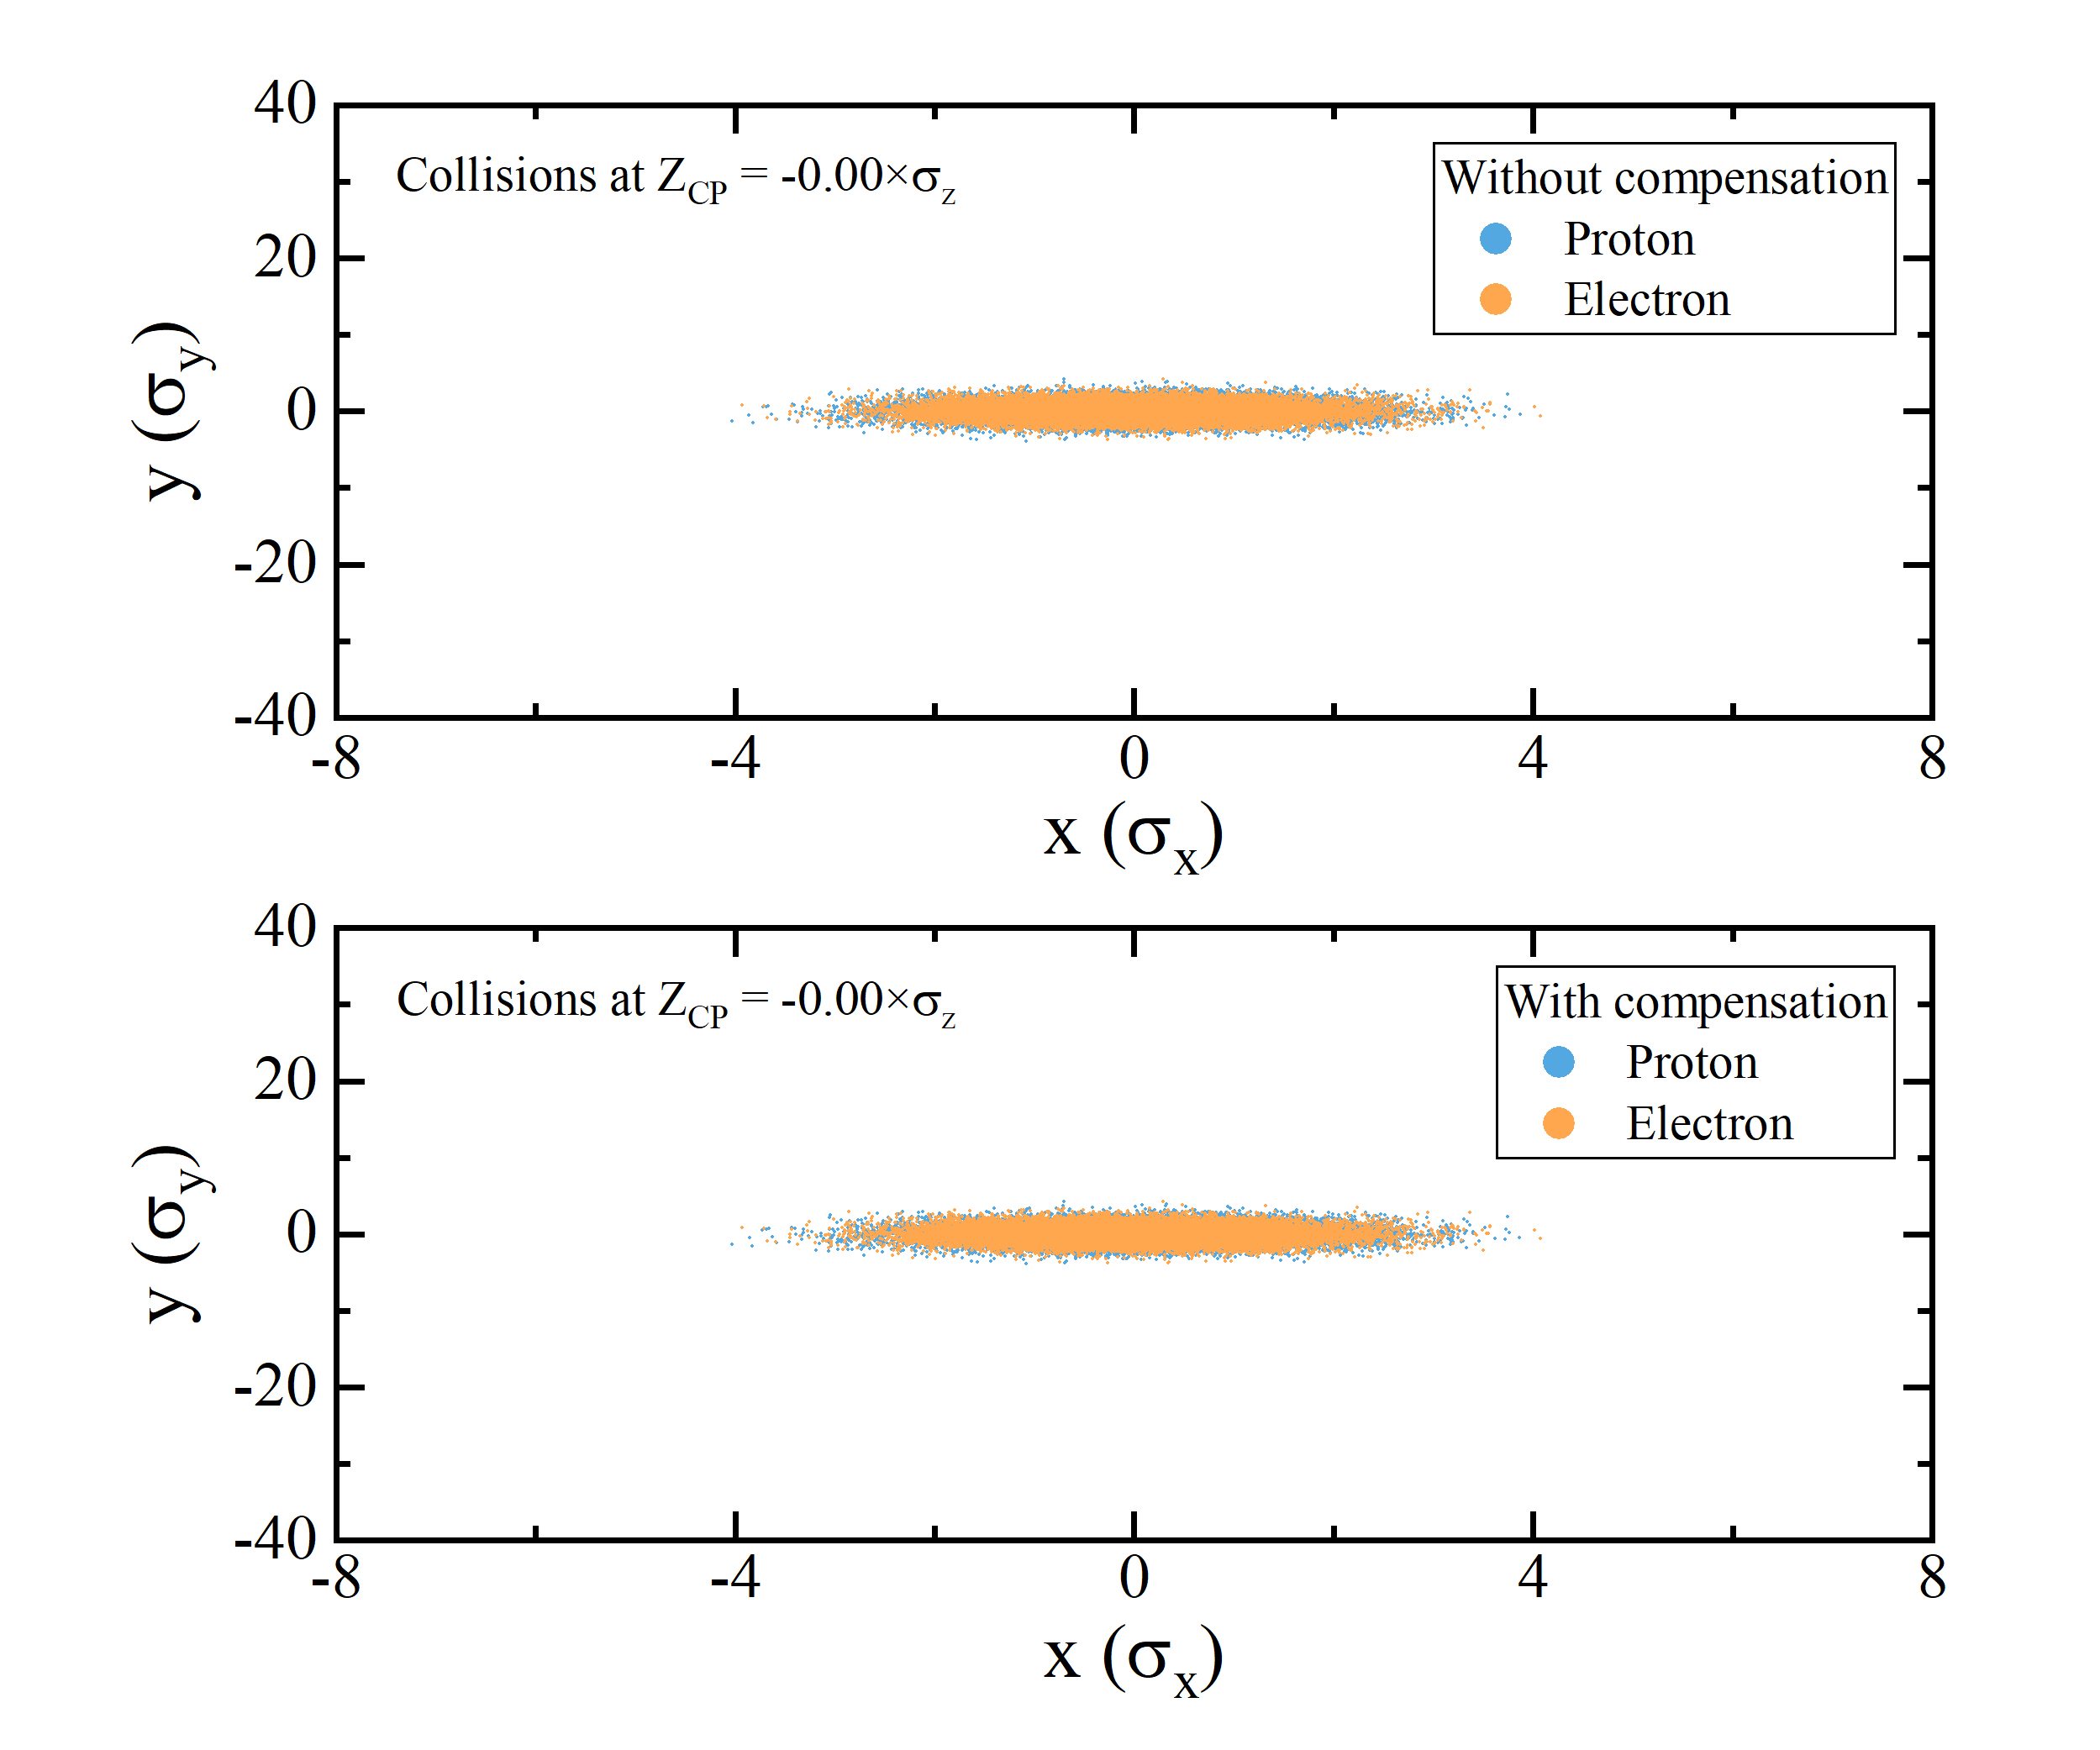 40
Collisions at Z_CP = -0.00×σ_z
Without compensation
Proton
Electron
20
0
-20
-40
y (σ_y)
-8
-4
0
4
8
x (σ_x)
40
Collisions at Z_CP = -0.00×σ_z
With compensation
Proton
Electron
20
0
-20
-40
y (σ_y)
-8
-4
0
4
8
x (σ_x)